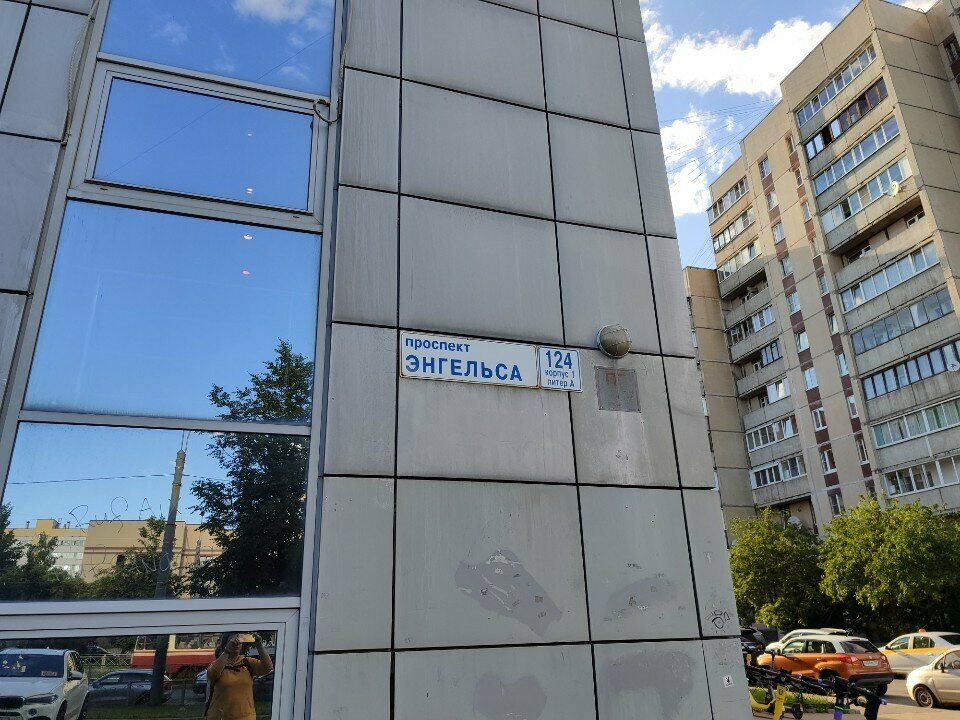 проспект
ЭНГЕЛЬСА
124
корпус 1
литер А